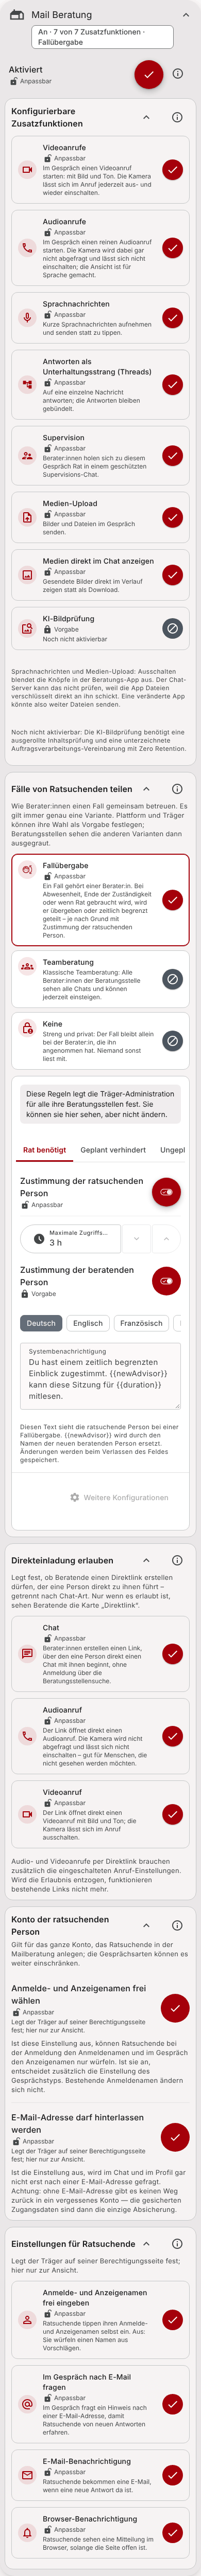 Mail Beratung
An · 7 von 7 Zusatzfunktionen ·
Fallübergabe
Aktiviert
Anpassbar
Konfigurierbare
Zusatzfunktionen
Videoanrufe
Anpassbar
Im Gespräch einen Videoanruf
starten: mit Bild und Ton. Die Kamera
lässt sich im Anruf jederzeit aus- und
wieder einschalten.
Audioanrufe
Anpassbar
Im Gespräch einen reinen Audioanruf
starten. Die Kamera wird dabei gar
nicht abgefragt und lässt sich nicht
einschalten; die Ansicht ist für
Sprache gemacht.
Sprachnachrichten
Anpassbar
Kurze Sprachnachrichten aufnehmen
und senden statt zu tippen.
Antworten als
Unterhaltungsstrang (Threads)
Anpassbar
Auf eine einzelne Nachricht
antworten; die Antworten bleiben
gebündelt.
Supervision
Anpassbar
Berater:innen holen sich zu diesem
Gespräch Rat in einem geschützten
Supervisions-Chat.
Medien-Upload
Anpassbar
Bilder und Dateien im Gespräch
senden.
Medien direkt im Chat anzeigen
Anpassbar
Gesendete Bilder direkt im Verlauf
zeigen statt als Download.
KI-Bildprüfung
Vorgabe
Noch nicht aktivierbar
Sprachnachrichten und Medien-Upload: Ausschalten
blendet die Knöpfe in der Beratungs-App aus. Der Chat-
Server kann das nicht prüfen, weil die App Dateien
verschlüsselt direkt an ihn schickt. Eine veränderte App
könnte also weiter Dateien senden.
Noch nicht aktivierbar: Die KI-Bildprüfung benötigt eine
ausgerollte Inhaltsprüfung und eine unterzeichnete
Auftragsverarbeitungs-Vereinbarung mit Zero Retention.
Fälle von Ratsuchenden teilen
Wie Berater:innen einen Fall gemeinsam betreuen. Es
gilt immer genau eine Variante. Plattform und Träger
können ihre Wahl als Vorgabe festlegen;
Beratungsstellen sehen die anderen Varianten dann
ausgegraut.
Fallübergabe
Anpassbar
Ein Fall gehört einer Berater:in. Bei
Abwesenheit, Ende der Zuständigkeit
oder wenn Rat gebraucht wird, wird
er übergeben oder zeitlich begrenzt
geteilt – je nach Grund mit
Zustimmung der ratsuchenden
Person.
Teamberatung
Anpassbar
Klassische Teamberatung: Alle
Berater:innen der Beratungsstelle
sehen alle Chats und können
jederzeit einsteigen.
Keine
Anpassbar
Streng und privat: Der Fall bleibt allein
bei der Berater:in, die ihn
angenommen hat. Niemand sonst
liest mit.
Diese Regeln legt die Träger-Administration
für alle ihre Beratungsstellen fest. Sie
können sie hier sehen, aber nicht ändern.
Rat benötigt Geplant verhindert Ungepl
Zustimmung der ratsuchenden
Person
Anpassbar
Maximale Zugriffs...
3 h
Zustimmung der beratenden
Person
Vorgabe
Deutsch Englisch Französisch
Systembenachrichtigung
Du hast einem zeitlich begrenzten
Einblick zugestimmt. {{newAdvisor}}
kann diese Sitzung für {{duration}}
mitlesen.
Diesen Text sieht die ratsuchende Person bei einer
Fallübergabe. {{newAdvisor}} wird durch den
Namen der neuen beratenden Person ersetzt.
Änderungen werden beim Verlassen des Feldes
gespeichert.
Weitere Konfigurationen
Direkteinladung erlauben
Legt fest, ob Beratende einen Direktlink erstellen
dürfen, der eine Person direkt zu ihnen führt –
getrennt nach Chat-Art. Nur wenn es erlaubt ist,
sehen Beratende die Karte „Direktlink“.
Chat
Anpassbar
Berater:innen erstellen einen Link,
über den eine Person direkt einen
Chat mit ihnen beginnt, ohne
Anmeldung über die
Beratungsstellensuche.
Audioanruf
Anpassbar
Der Link öffnet direkt einen
Audioanruf. Die Kamera wird nicht
abgefragt und lässt sich nicht
einschalten – gut für Menschen, die
nicht gesehen werden möchten.
Videoanruf
Anpassbar
Der Link öffnet direkt einen
Videoanruf mit Bild und Ton; die
Kamera lässt sich im Anruf
ausschalten.
Audio- und Videoanrufe per Direktlink brauchen
zusätzlich die eingeschalteten Anruf-Einstellungen.
Wird die Erlaubnis entzogen, funktionieren
bestehende Links nicht mehr.
Konto der ratsuchenden
Person
Gilt für das ganze Konto, das Ratsuchende in der
Mailberatung anlegen; die Gesprächsarten können es
weiter einschränken.
Anmelde- und Anzeigenamen frei
wählen
Anpassbar
Legt der Träger auf seiner Berechtigungsseite
fest; hier nur zur Ansicht.
Ist diese Einstellung aus, können Ratsuchende bei
der Anmeldung den Anmeldenamen und im Gespräch
den Anzeigenamen nur würfeln. Ist sie an,
entscheidet zusätzlich die Einstellung des
Gesprächstyps. Bestehende Anmeldenamen ändern
sich nicht.
E-Mail-Adresse darf hinterlassen
werden
Anpassbar
Legt der Träger auf seiner Berechtigungsseite
fest; hier nur zur Ansicht.
Ist die Einstellung aus, wird im Chat und im Profil gar
nicht erst nach einer E-Mail-Adresse gefragt.
Achtung: ohne E-Mail-Adresse gibt es keinen Weg
zurück in ein vergessenes Konto — die gesicherten
Zugangsdaten sind dann die einzige Absicherung.
Einstellungen für Ratsuchende
Legt der Träger auf seiner Berechtigungsseite fest;
hier nur zur Ansicht.
Anmelde- und Anzeigenamen
frei eingeben
Anpassbar
Ratsuchende tippen ihren Anmelde-
und Anzeigenamen selbst ein. Aus:
Sie würfeln einen Namen aus
Vorschlägen.
Im Gespräch nach E-Mail
fragen
Anpassbar
Im Gespräch fragt ein Hinweis nach
einer E-Mail-Adresse, damit
Ratsuchende von neuen Antworten
erfahren.
E-Mail-Benachrichtigung
Anpassbar
Ratsuchende bekommen eine E-Mail,
wenn eine neue Antwort da ist.
Browser-Benachrichtigung
Anpassbar
Ratsuchende sehen eine Mitteilung im
Browser, solange die Seite offen ist.